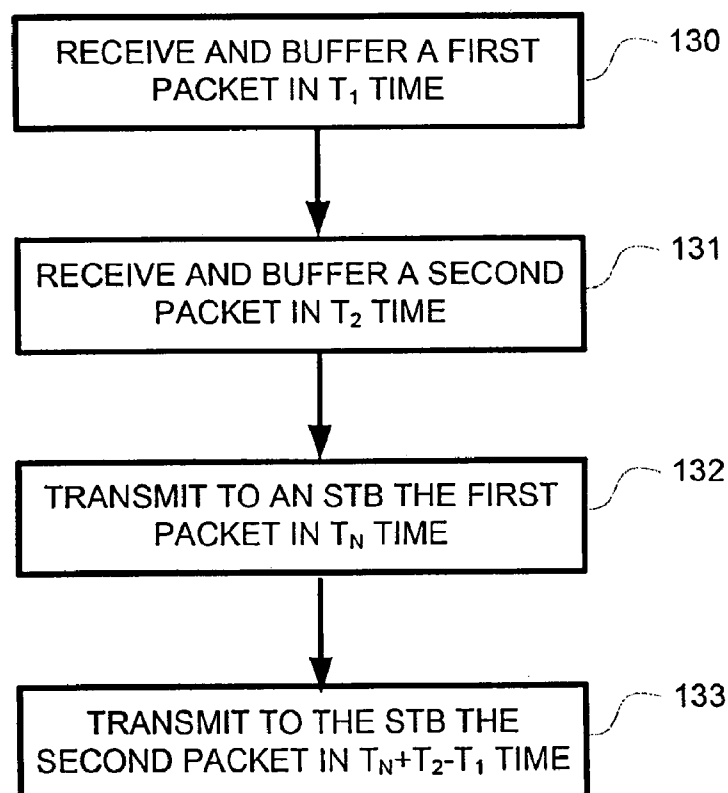 RECEIVE AND BUFFER A FIRST
PACKET IN T₁ TIME
130
RECEIVE AND BUFFER A SECOND
PACKET IN T₂ TIME
131
TRANSMIT TO AN STB THE FIRST
PACKET IN T_N TIME
132
TRANSMIT TO THE STB THE
SECOND PACKET IN T_N+T₂-T₁ TIME
133